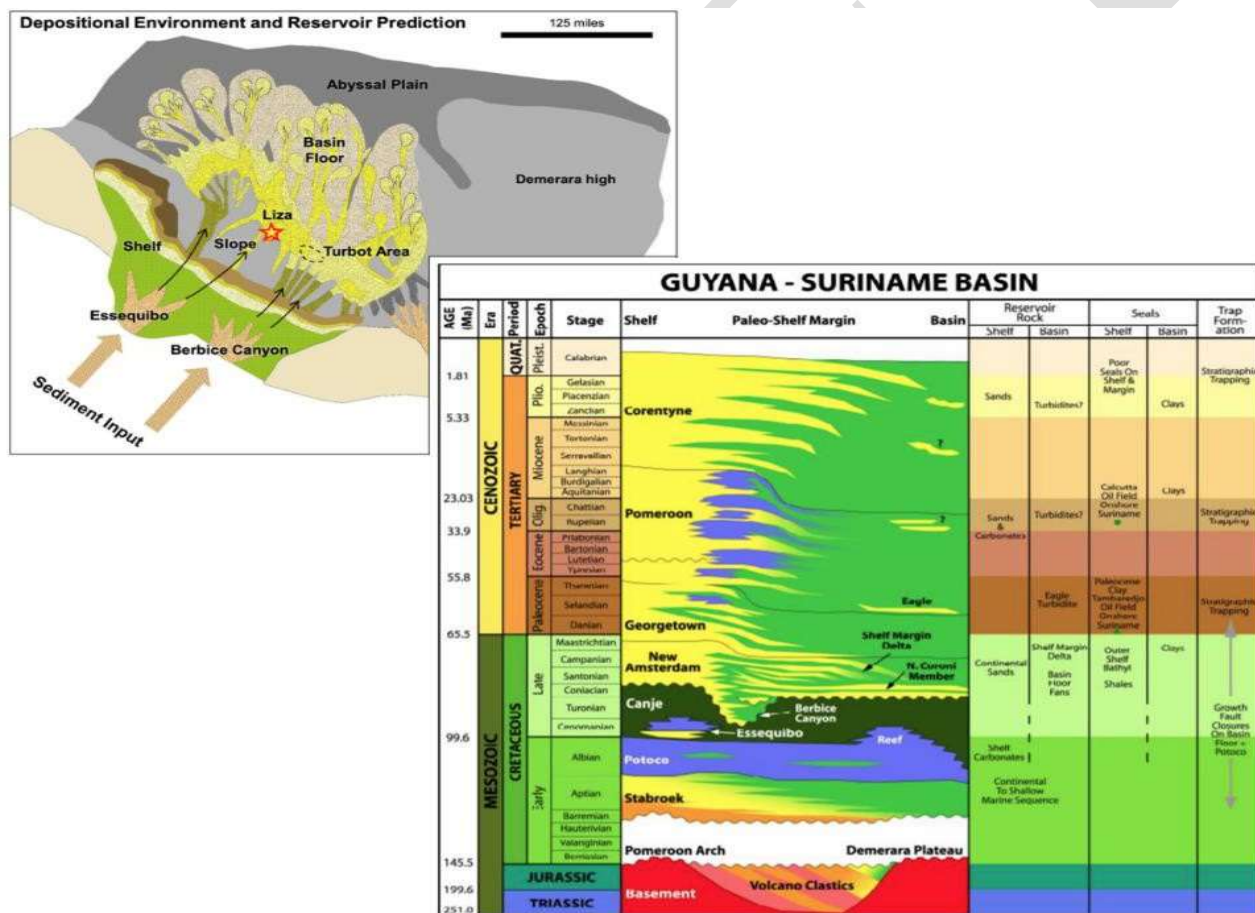 Depositional Environment and Reservoir Prediction
125 miles
Abyssal Plain
Basin
Floor
Demerara high
Liza
Shelf
Slope
Turbot Area
Essequibo
Berbice Canyon
Sediment Input
GUYANA - SURINAME BASIN
AGE
(Ma)
Era
Period
Epoch
Stage
Shelf
Paleo-Shelf Margin
Basin
Reservoir
Rock
Shelf
Basin
Seals
Shelf
Basin
Trap
Form-
ation
1.81
5.33
23.03
33.9
55.8
65.5
99.6
145.5
199.6
251.0
CENOZOIC
MESOZOIC
QUAT.
TERTIARY
CRETACEOUS
JURASSIC
TRIASSIC
Pleist.
Plio.
Miocene
Olig.
Eocene
Paleocene
Late
Early
Calabrian
Gelasian
Piacenzian
Zanclian
Messinian
Tortonian
Serravallian
Langhian
Burdigalian
Aquitanian
Chattian
Rupelian
Priabonian
Bartonian
Lutetian
Ypresian
Thanetian
Selandian
Danian
Maastrichtian
Campanian
Santonian
Coniacian
Turonian
Cenomanian
Albian
Aptian
Barremian
Hauterivian
Valanginian
Berriasian
Corentyne
?
Pomeroon
?
Eagle
Georgetown
Shelf Margin
Delta
New
Amsterdam
N. Curoni
Member
Canje
Berbice
Canyon
Essequibo
Reef
Potoco
Stabroek
Pomeroon Arch
Demerara Plateau
Basement
Volcano Clastics
Sands
Sands
&
Carbonates
Continental
Sands
Shelf
Carbonates
Continental
To Shallow
Marine Sequence
Turbidites?
Turbidites?
Eagle
Turbidite
Shelf Margin
Delta
Basin
Floor
Fans
Poor
Seals On
Shelf &
Margin
Calcutta
Oil Field
Onshore
Suriname
Paleocene
Clay
Tambaredjo
Oil Field
Onshore
Suriname
Outer
Shelf
Bathyl
Shales
Clays
Clays
Clays
Stratigraphic
Trapping
Stratigraphic
Trapping
Stratigraphic
Trapping
Growth
Fault
Closures
On Basin
Floor +
Potoco